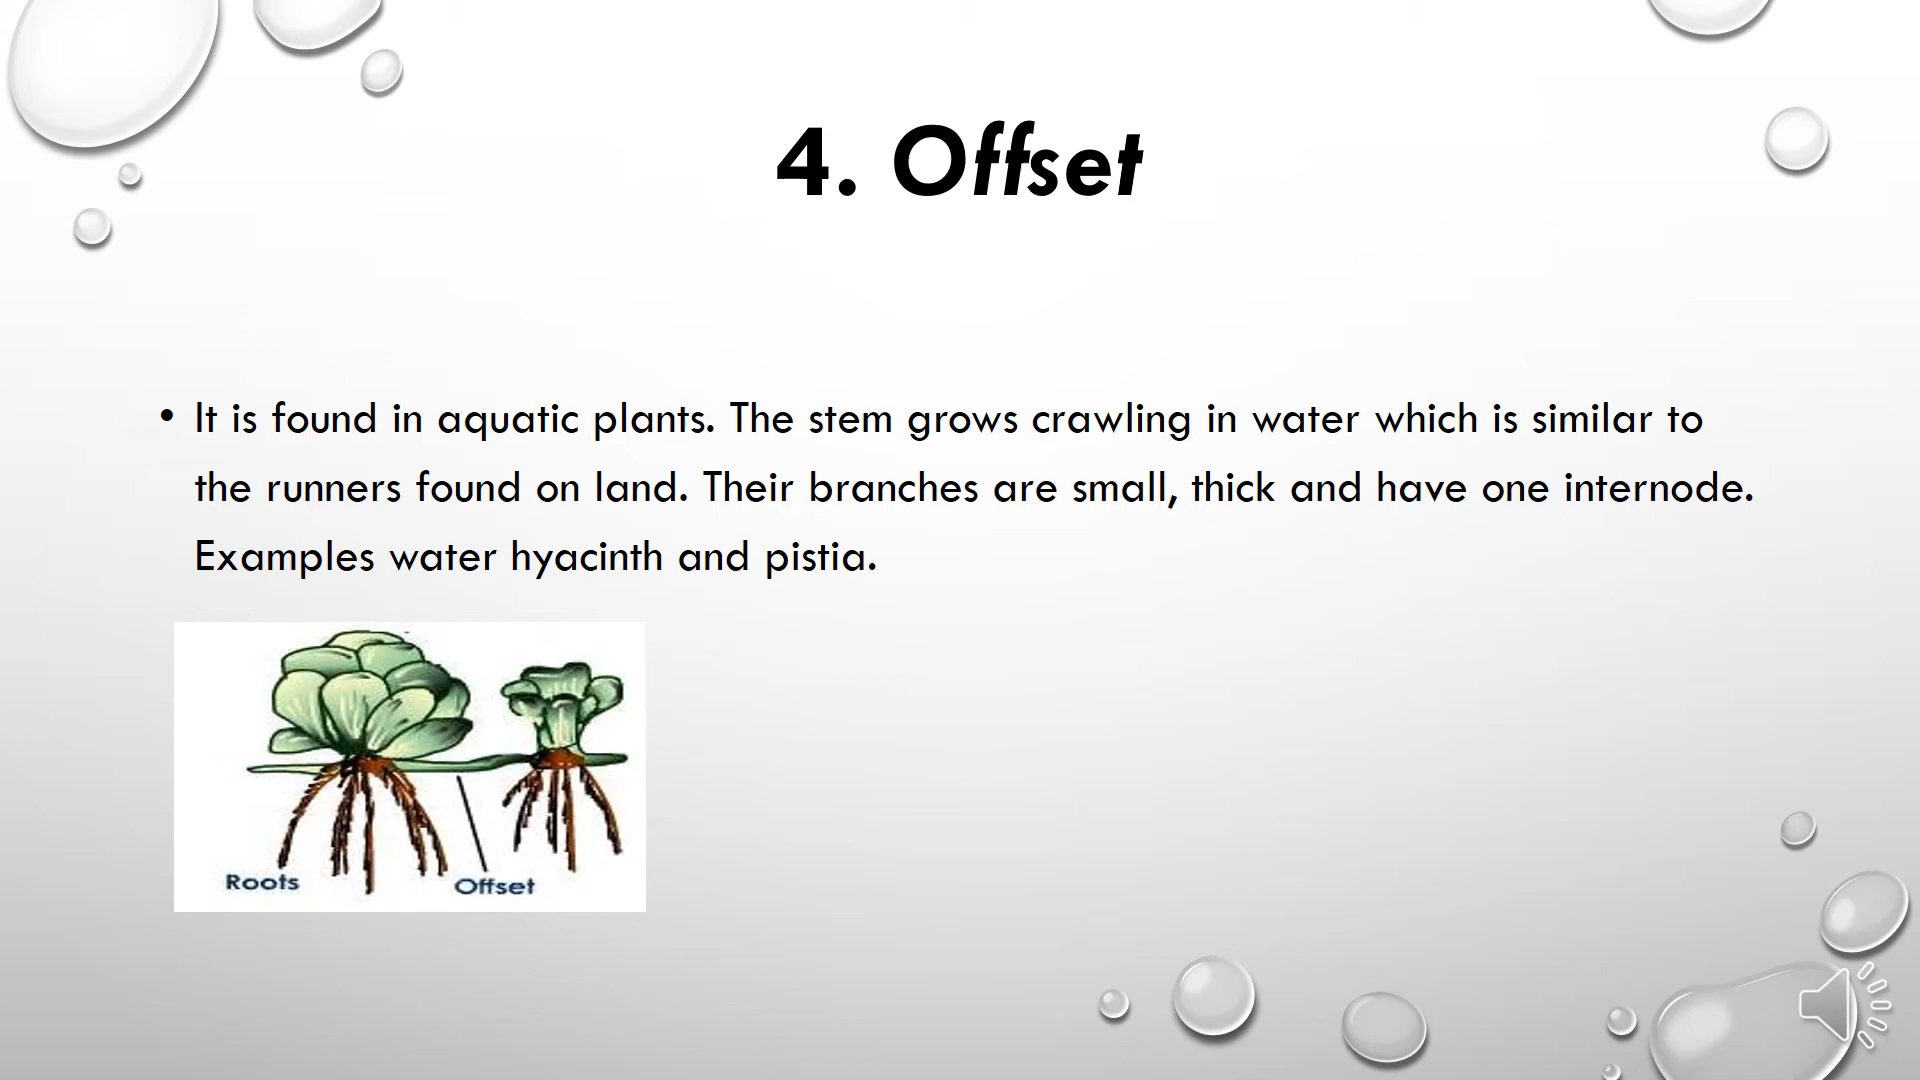 4. Offset
• It is found in aquatic plants. The stem grows crawling in water which is similar to
the runners found on land. Their branches are small, thick and have one internode.
Examples water hyacinth and pistia.
Roots
Offset